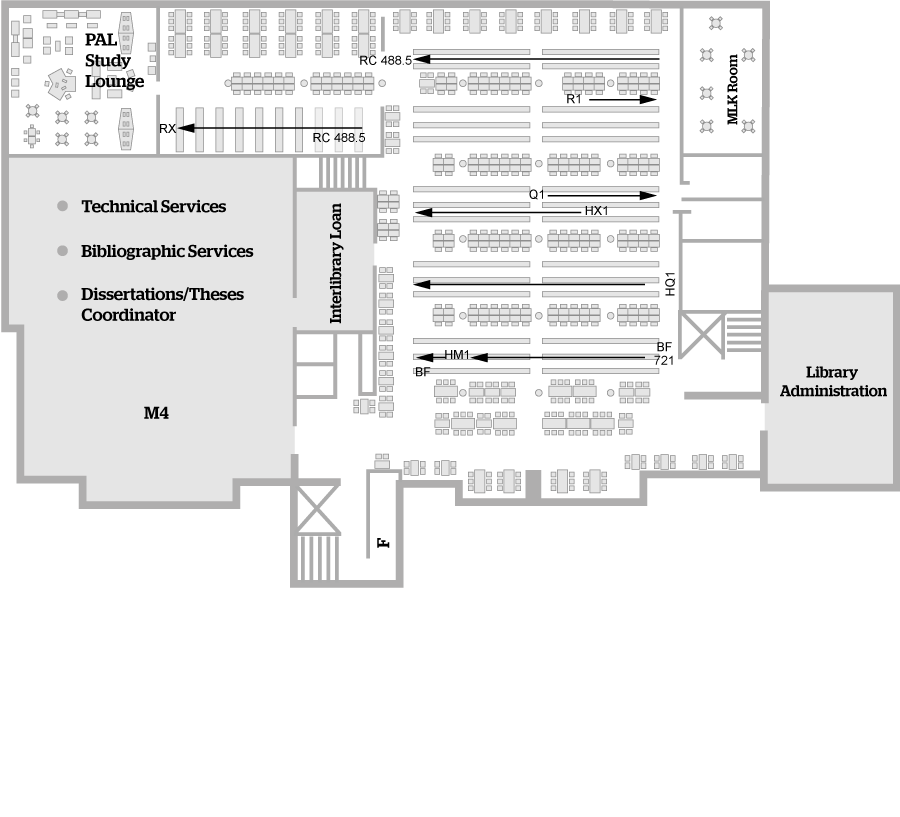 PAL
Study
Lounge
RC 488.5
R1
MLK Room
RX
RC 488.5
Technical Services
Bibliographic Services
Dissertations/Theses
Coordinator
M4
Interlibrary Loan
Q1
HX1
HQ1
HM1
BF
721
BF
Library
Administration
F